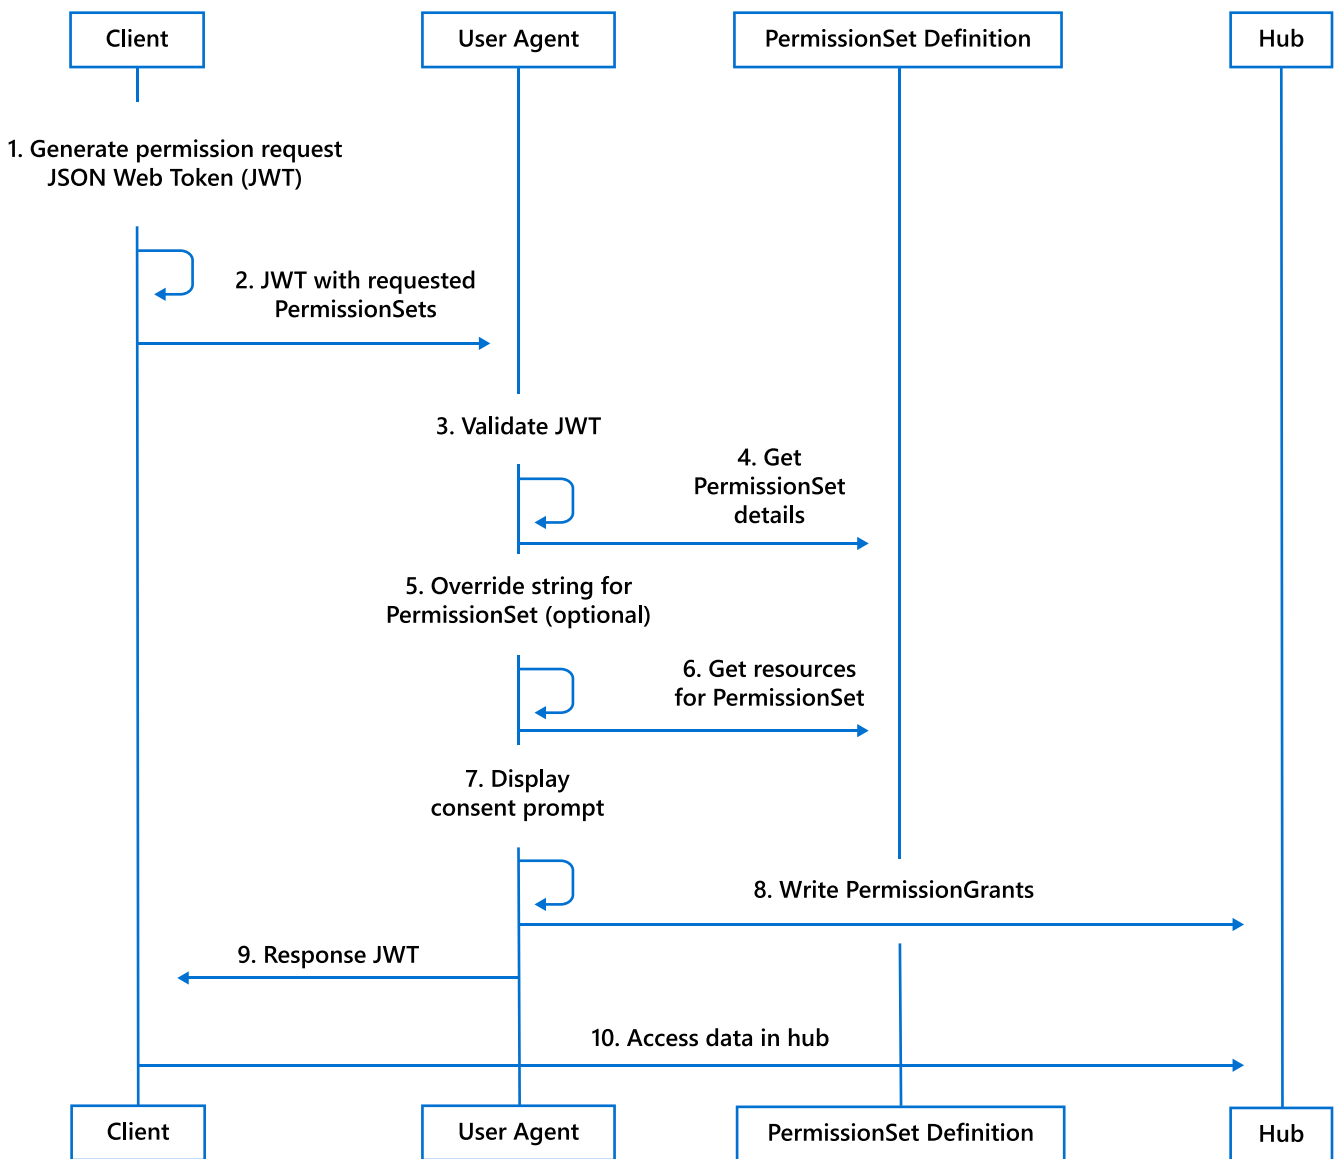 Client
User Agent
PermissionSet Definition
Hub
1. Generate permission request
JSON Web Token (JWT)
2. JWT with requested
PermissionSets
3. Validate JWT
4. Get
PermissionSet
details
5. Override string for
PermissionSet (optional)
6. Get resources
for PermissionSet
7. Display
consent prompt
8. Write PermissionGrants
9. Response JWT
10. Access data in hub
Client
User Agent
PermissionSet Definition
Hub